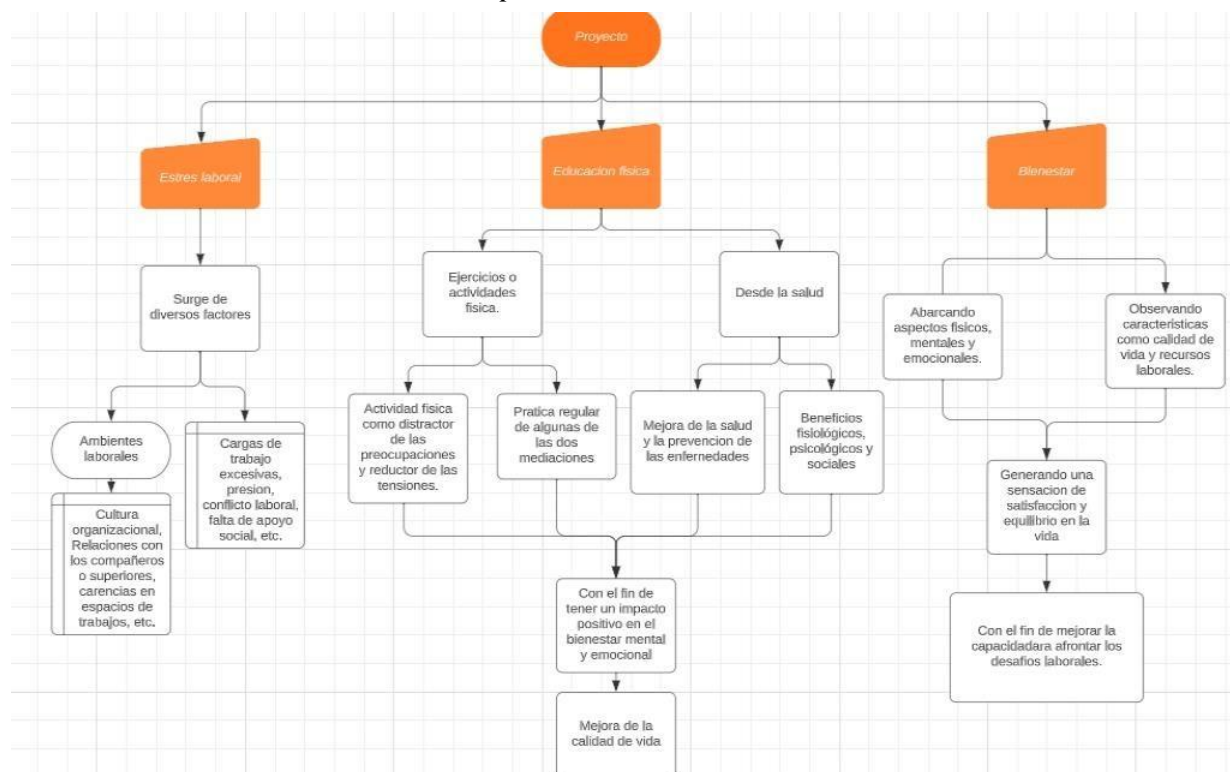 Proyecto
Estres laboral
Educacion fisica
Bienestar
Surge de
diversos factores
Ejercicios o
actividades
fisica.
Desde la salud
Abarcando
aspectos fisicos,
mentales y
emocionales.
Observando
caracteristicas
como calidad de
vida y recursos
laborales.
Ambientes
laborales
Cargas de
trabajo
excesivas,
presion,
conflicto laboral,
falta de apoyo
social, etc.
Actividad fisica
como distractor
de las
preocupaciones
y reductor de las
tensiones.
Pratica regular
de algunas de
las dos
mediaciones
Mejora de la salud
y la prevencion de
las enfernedades
Beneficios
fisiológicos,
psicológicos y
sociales
Cultura
organizacional,
Relaciones con
los compañeros
o superiores,
carencias en
espacios de
trabajos, etc.
Generando una
sensacion de
satisfaccion y
equlibrio en la
vida
Con el fin de
tener un impacto
positivo en el
bienestar mental
y emocional
Con el fin de mejorar la
capacidadara afrontar los
desafios laborales.
Mejora de la
calidad de vida